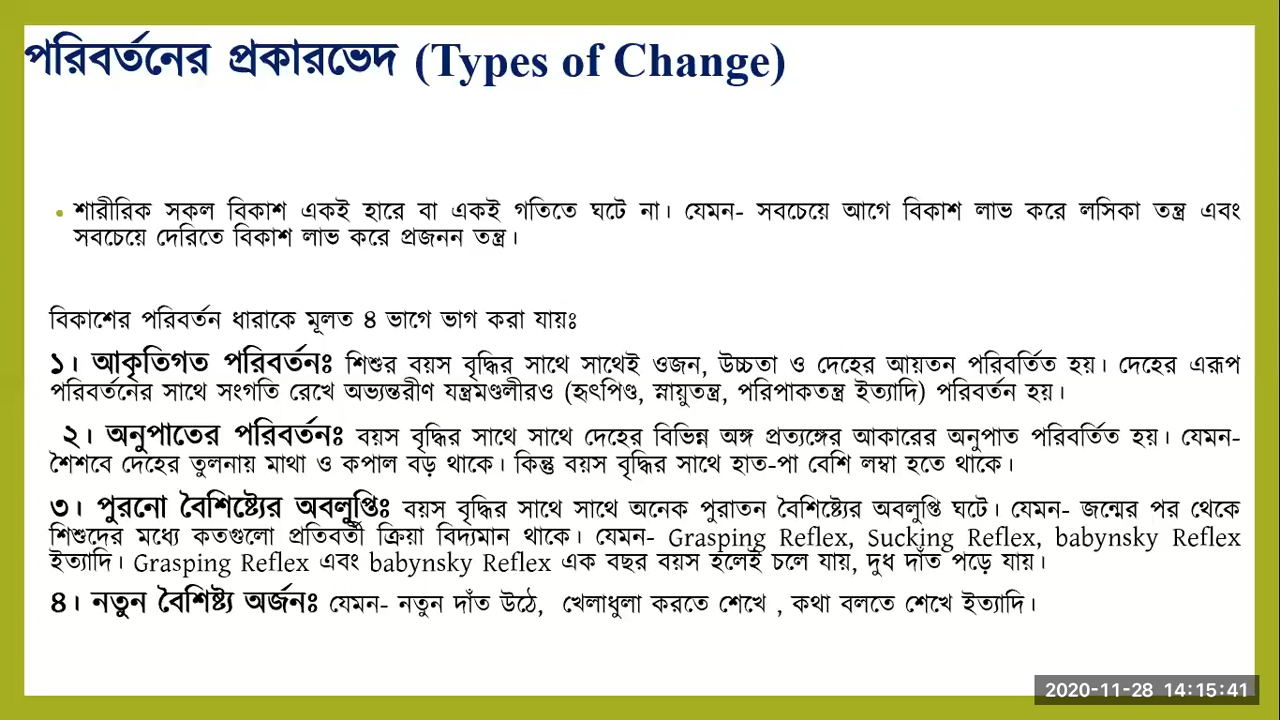 পরিবর্তনের প্রকারভেদ (Types of Change)
• শারীরিক সকল বিকাশ একই হারে বা একই গতিতে ঘটে না। যেমন- সবচেয়ে আগে বিকাশ লাভ করে লসিকা তন্ত্র এবং
সবচেয়ে দেরিতে বিকাশ লাভ করে প্রজনন তন্ত্র।
বিকাশের পরিবর্তন ধারাকে মূলত ৪ ভাগে ভাগ করা যায়ঃ
১। আকৃতিগত পরিবর্তনঃ শিশুর বয়স বৃদ্ধির সাথে সাথেই ওজন, উচ্চতা ও দেহের আয়তন পরিবর্তিত হয়। দেহের এরূপ
পরিবর্তনের সাথে সংগতি রেখে অভ্যন্তরীণ যন্ত্রমণ্ডলীরও (হৃৎপিণ্ড, স্নায়ুতন্ত্র, পরিপাকতন্ত্র ইত্যাদি) পরিবর্তন হয়।
২। অনুপাতের পরিবর্তনঃ বয়স বৃদ্ধির সাথে সাথে দেহের বিভিন্ন অঙ্গ প্রত্যঙ্গের আকারের অনুপাত পরিবর্তিত হয়। যেমন-
শৈশবে দেহের তুলনায় মাথা ও কপাল বড় থাকে। কিন্তু বয়স বৃদ্ধির সাথে হাত-পা বেশি লম্বা হতে থাকে।
৩। পুরনো বৈশিষ্ট্যের অবলুপ্তিঃ বয়স বৃদ্ধির সাথে সাথে অনেক পুরাতন বৈশিষ্ট্যের অবলুপ্তি ঘটে। যেমন- জন্মের পর থেকে
শিশুদের মধ্যে কতগুলো প্রতিবর্তী ক্রিয়া বিদ্যমান থাকে। যেমন- Grasping Reflex, Sucking Reflex, babynsky Reflex
ইত্যাদি। Grasping Reflex এবং babynsky Reflex এক বছর বয়স হলেই চলে যায়, দুধ দাঁত পড়ে যায়।
৪। নতুন বৈশিষ্ট্য অর্জনঃ যেমন- নতুন দাঁত উঠে, খেলাধুলা করতে শেখে , কথা বলতে শেখে ইত্যাদি।
2020-11-28 14:15:41